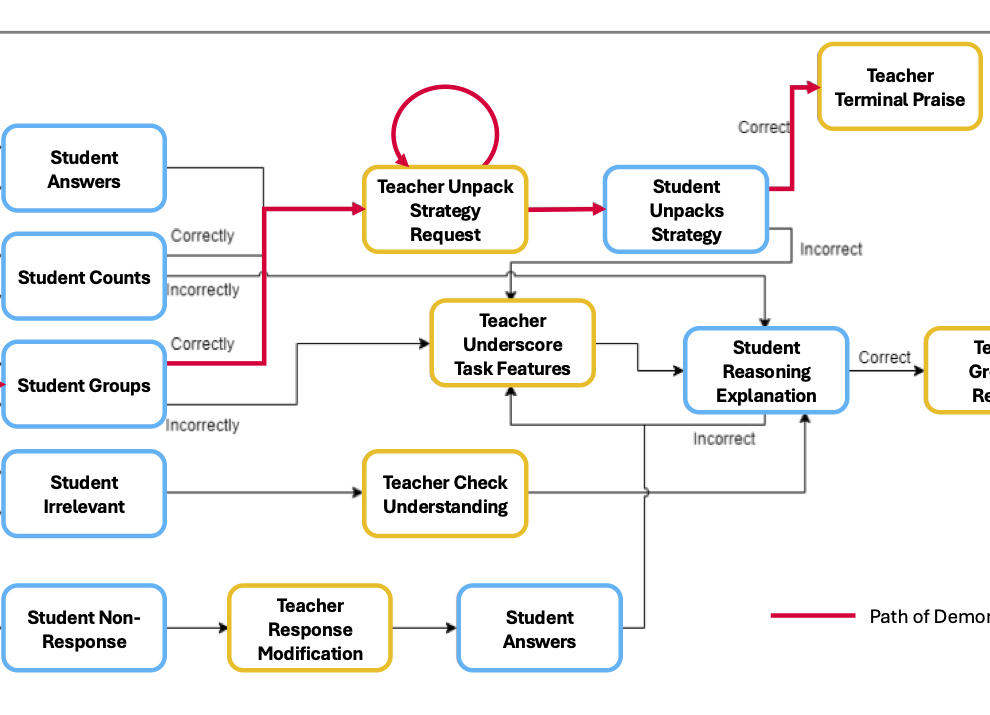 Teacher
Terminal Praise
Correct
Student
Answers
Teacher Unpack
Strategy
Request
Student
Unpacks
Strategy
Correctly
Incorrect
Student Counts
Incorrectly
Teacher
Underscore
Task Features
Correctly
Student
Reasoning
Explanation
Correct
Te
Gr
Re
Student Groups
Incorrectly
Incorrect
Student
Irrelevant
Teacher Check
Understanding
Student Non-
Response
Teacher
Response
Modification
Student
Answers
Path of Demo